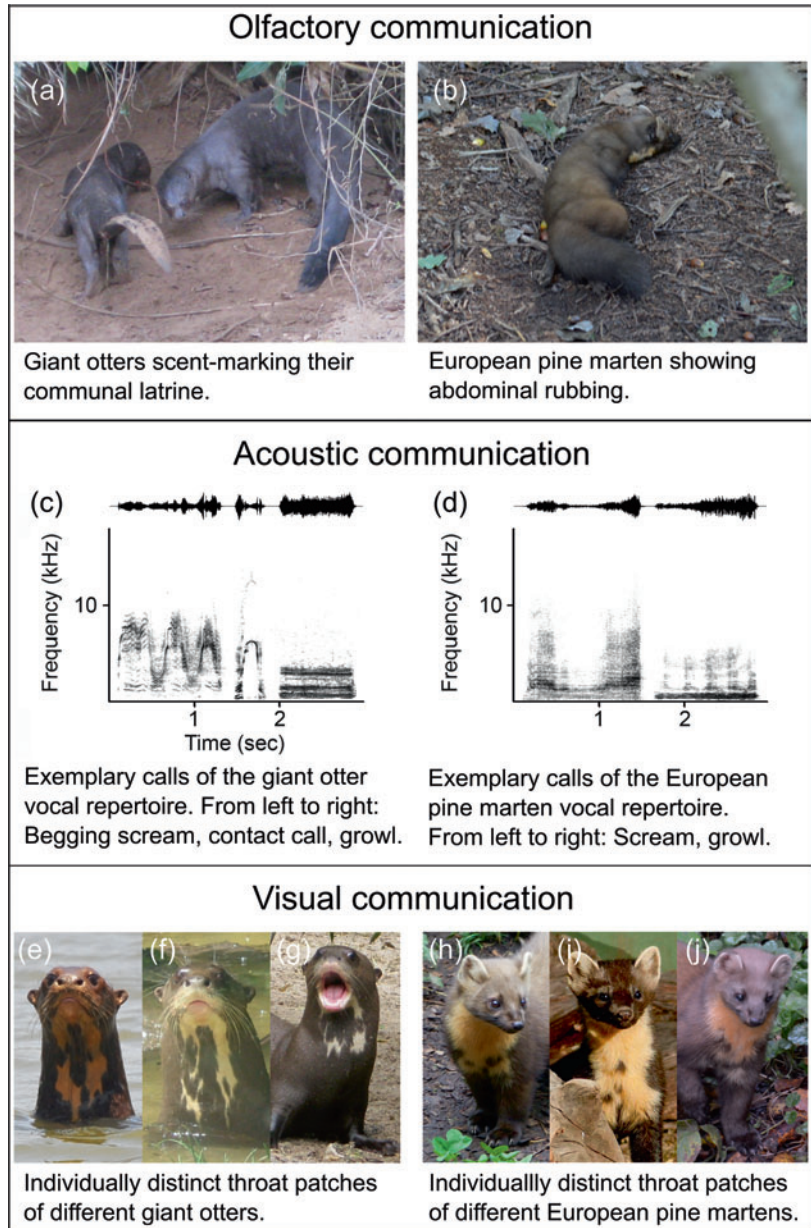 Olfactory communication
(a)
(b)
Giant otters scent-marking their
communal latrine.
European pine marten showing
abdominal rubbing.
Acoustic communication
(c)
(d)
Frequency (kHz)
10
1
2
Time (sec)
Frequency (kHz)
10
1
2
Exemplary calls of the giant otter
vocal repertoire. From left to right:
Begging scream, contact call, growl.
Exemplary calls of the European
pine marten vocal repertoire.
From left to right: Scream, growl.
Visual communication
(e)
(f)
(g)
(h)
(i)
(j)
Individually distinct throat patches
of different giant otters.
Individuallly distinct throat patches
of different European pine martens.